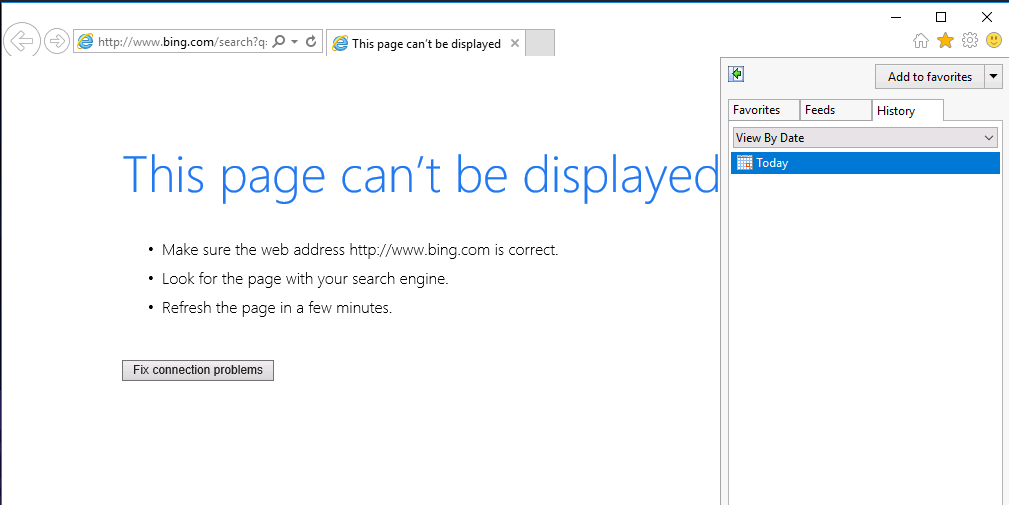 http://www.bing.com/search?q:
This page can't be displayed
Add to favorites
Favorites
Feeds
History
View By Date
Today
This page can't be displayed
• Make sure the web address http://www.bing.com is correct.
• Look for the page with your search engine.
• Refresh the page in a few minutes.
Fix connection problems